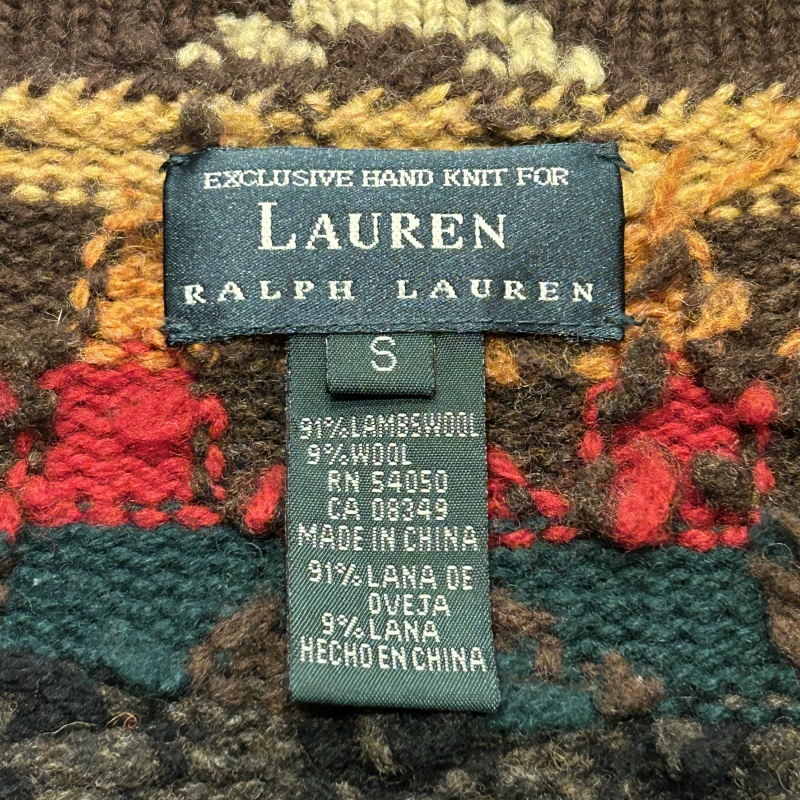 EXCLUSIVE HAND KNIT FOR
LAUREN
RALPH LAUREN
S
91% LAMBSWOOL
9% WOOL
RN 54050
CA 08349
MADE IN CHINA
91% LANA DE
OVEJA
9% LANA
HECHO EN CHINA